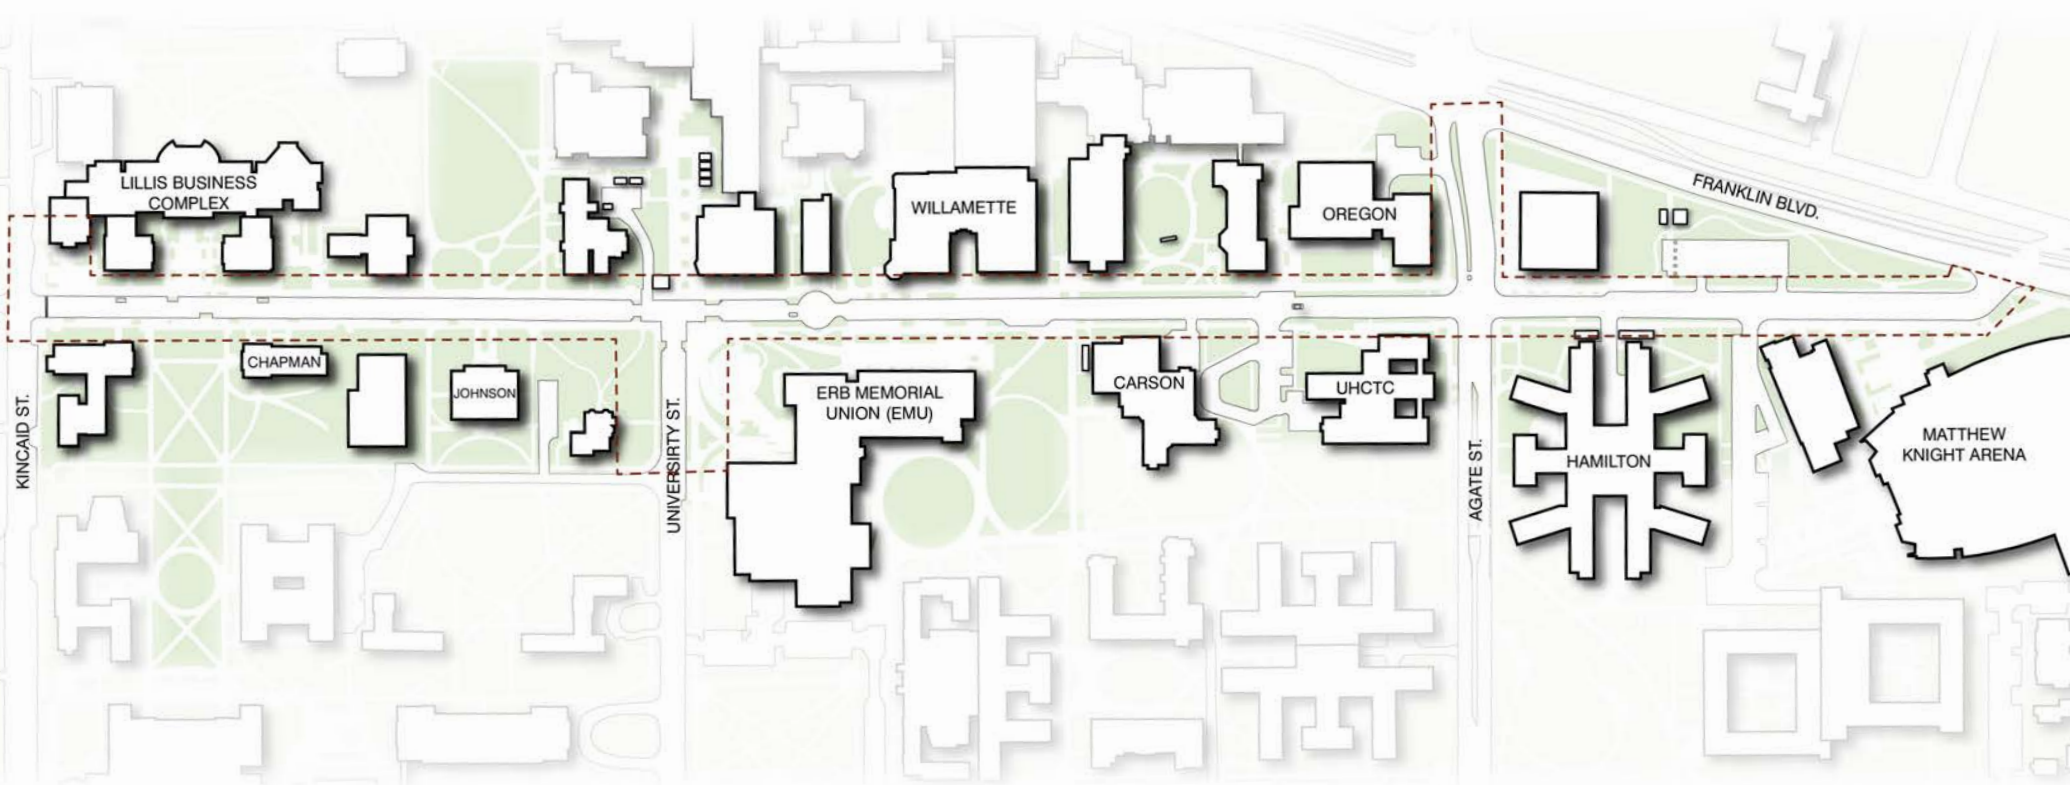 LILLIS BUSINESS
COMPLEX
WILLAMETTE
OREGON
FRANKLIN BLVD.
CHAPMAN
JOHNSON
ERB MEMORIAL
UNION (EMU)
CARSON
UHCTC
HAMILTON
MATTHEW
KNIGHT ARENA
KINCAID ST.
UNIVERSIRTY ST.
AGATE ST.